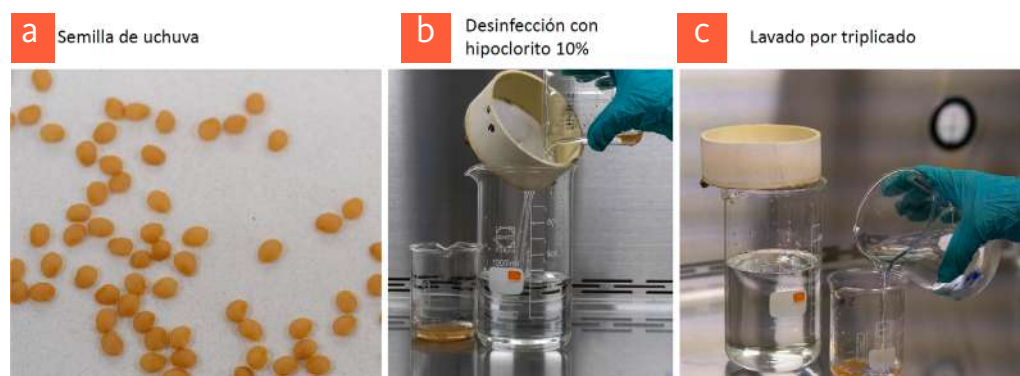 a
Semilla de uchuva
b
Desinfección con
hipoclorito 10%
c
Lavado por triplicado